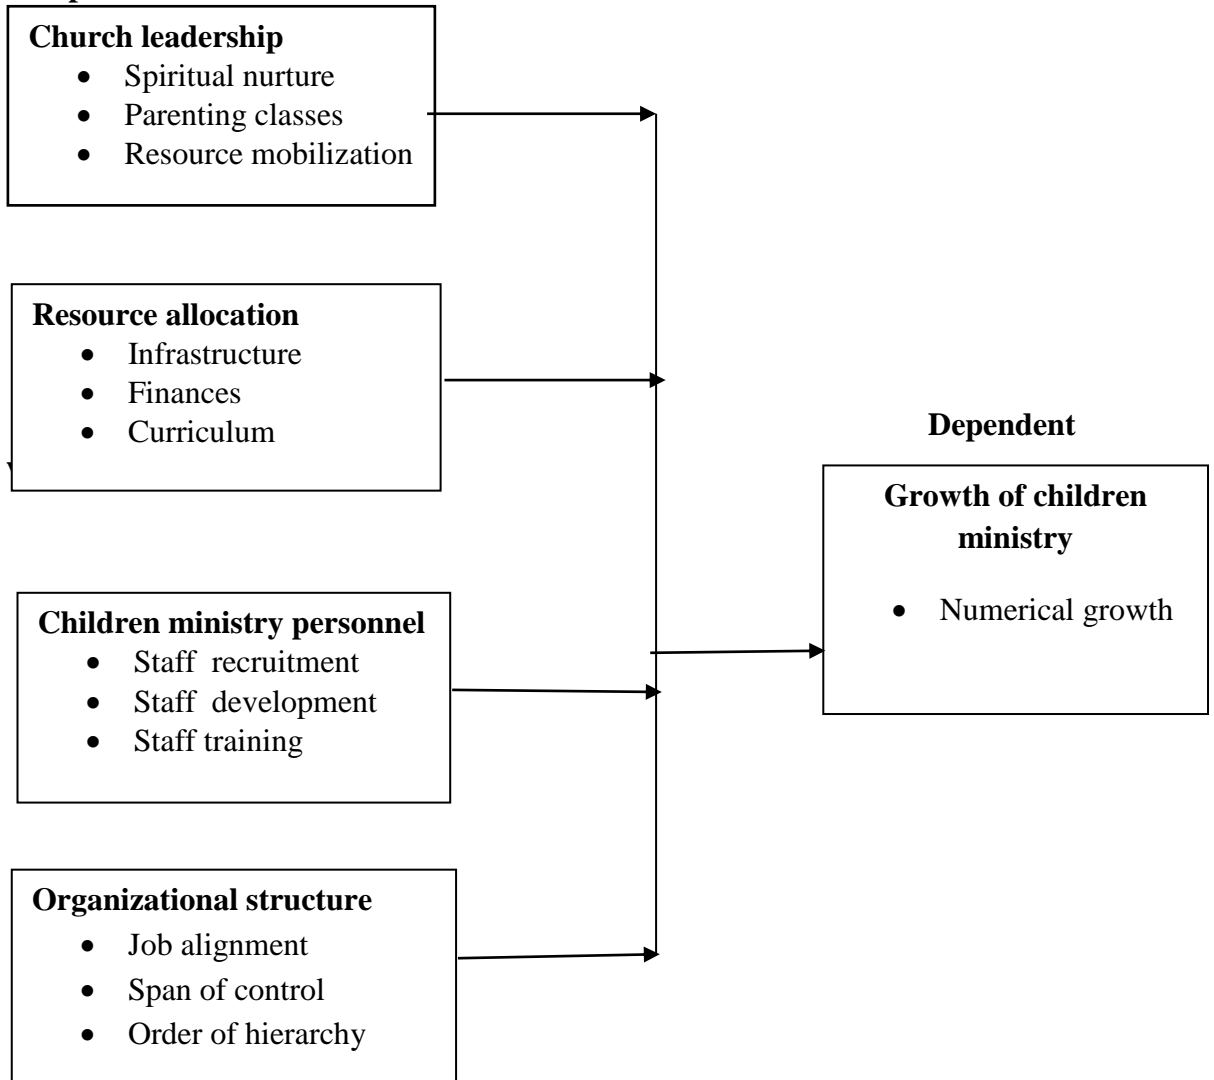 Church leadership
• Spiritual nurture
• Parenting classes
• Resource mobilization
Resource allocation
• Infrastructure
• Finances
• Curriculum
Dependent
Growth of children
ministry
• Numerical growth
Children ministry personnel
• Staff recruitment
• Staff development
• Staff training
Organizational structure
• Job alignment
• Span of control
• Order of hierarchy